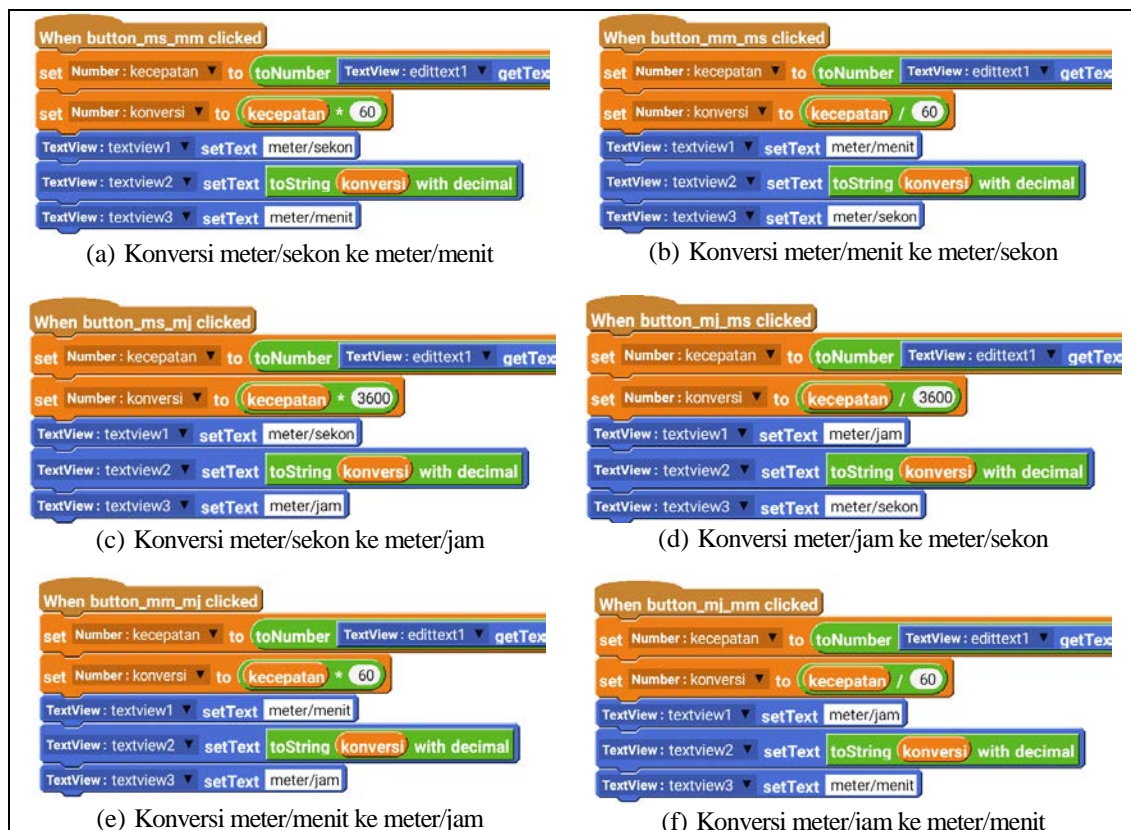 When button_ms_mm clicked
set Number : kecepatan ▼ to toNumber TextView : edittext1 ▼ getTex
set Number : konversi ▼ to kecepatan * 60
TextView : textview1 ▼ setText meter/sekon
TextView : textview2 ▼ setText toString konversi with decimal
TextView : textview3 ▼ setText meter/menit
(a) Konversi meter/sekon ke meter/menit
When button_mm_ms clicked
set Number : kecepatan ▼ to toNumber TextView : edittext1 ▼ getTex
set Number : konversi ▼ to kecepatan / 60
TextView : textview1 ▼ setText meter/menit
TextView : textview2 ▼ setText toString konversi with decimal
TextView : textview3 ▼ setText meter/sekon
(b) Konversi meter/menit ke meter/sekon
When button_ms_mj clicked
set Number : kecepatan ▼ to toNumber TextView : edittext1 ▼ getTex
set Number : konversi ▼ to kecepatan * 3600
TextView : textview1 ▼ setText meter/sekon
TextView : textview2 ▼ setText toString konversi with decimal
TextView : textview3 ▼ setText meter/jam
(c) Konversi meter/sekon ke meter/jam
When button_mj_ms clicked
set Number : kecepatan ▼ to toNumber TextView : edittext1 ▼ getTex
set Number : konversi ▼ to kecepatan / 3600
TextView : textview1 ▼ setText meter/jam
TextView : textview2 ▼ setText toString konversi with decimal
TextView : textview3 ▼ setText meter/sekon
(d) Konversi meter/jam ke meter/sekon
When button_mm_mj clicked
set Number : kecepatan ▼ to toNumber TextView : edittext1 ▼ getTex
set Number : konversi ▼ to kecepatan * 60
TextView : textview1 ▼ setText meter/menit
TextView : textview2 ▼ setText toString konversi with decimal
TextView : textview3 ▼ setText meter/jam
(e) Konversi meter/menit ke meter/jam
When button_mj_mm clicked
set Number : kecepatan ▼ to toNumber TextView : edittext1 ▼ getTex
set Number : konversi ▼ to kecepatan / 60
TextView : textview1 ▼ setText meter/jam
TextView : textview2 ▼ setText toString konversi with decimal
TextView : textview3 ▼ setText meter/menit
(f) Konversi meter/jam ke meter/menit